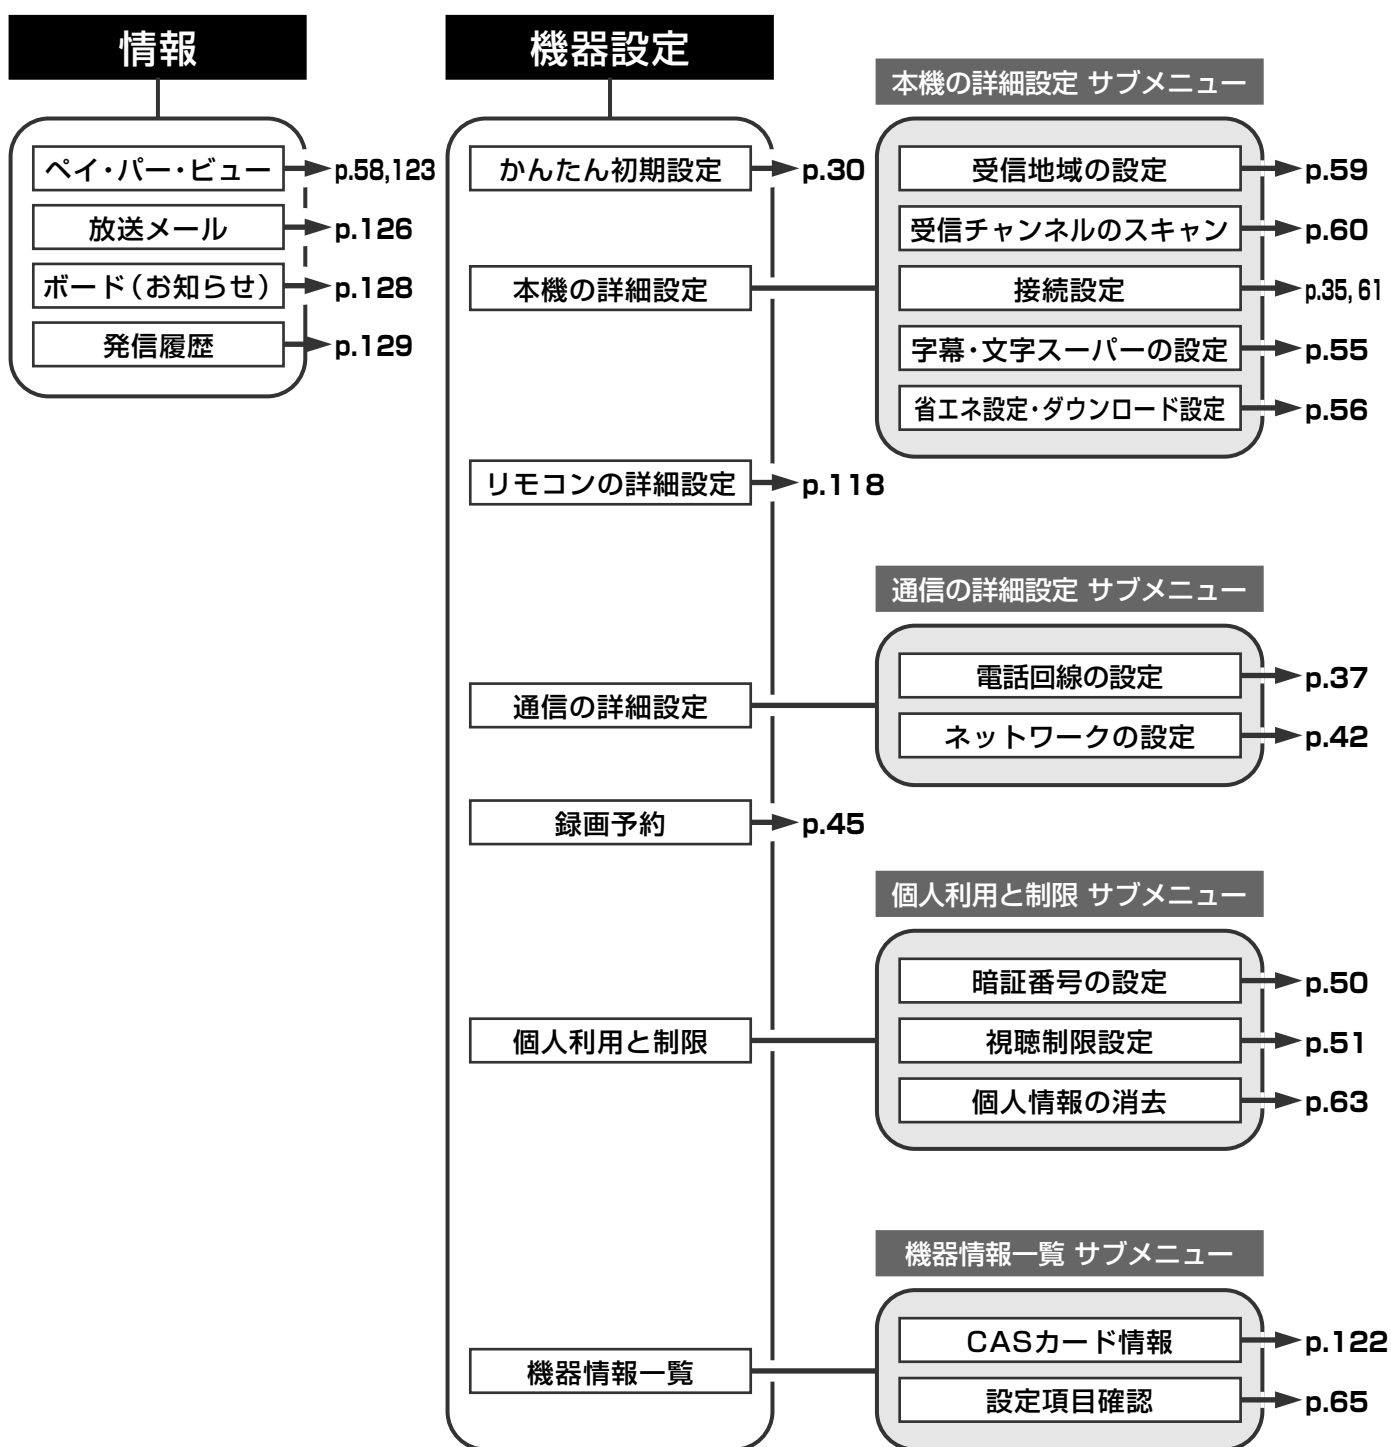 情報
ペイ・パー・ビュー p.58,123
放送メール p.126
ボード（お知らせ） p.128
発信履歴 p.129
機器設定
かんたん初期設定 p.30
本機の詳細設定
本機の詳細設定 サブメニュー
受信地域の設定 p.59
受信チャンネルのスキャン p.60
接続設定 p.35, 61
字幕・文字スーパーの設定 p.55
省エネ設定・ダウンロード設定 p.56
リモコンの詳細設定 p.118
通信の詳細設定
通信の詳細設定 サブメニュー
電話回線の設定 p.37
ネットワークの設定 p.42
録画予約 p.45
個人利用と制限
個人利用と制限 サブメニュー
暗証番号の設定 p.50
視聴制限設定 p.51
個人情報の消去 p.63
機器情報一覧
機器情報一覧 サブメニュー
CASカード情報 p.122
設定項目確認 p.65